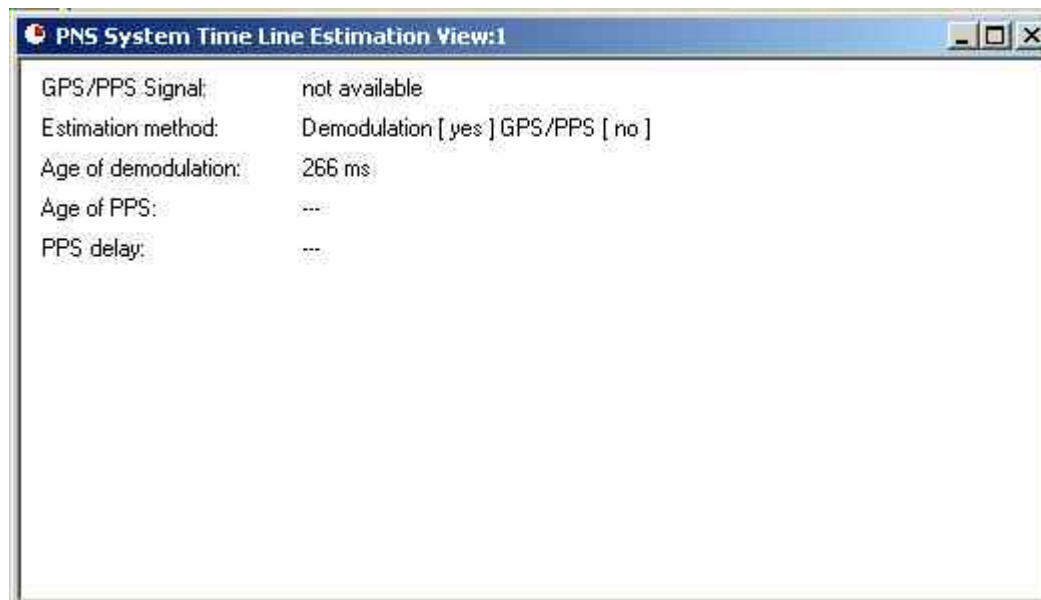 PNS System Time Line Estimation View:1
GPS/PPS Signal: not available
Estimation method: Demodulation [ yes ] GPS/PPS [ no ]
Age of demodulation: 266 ms
Age of PPS: ---
PPS delay: ---